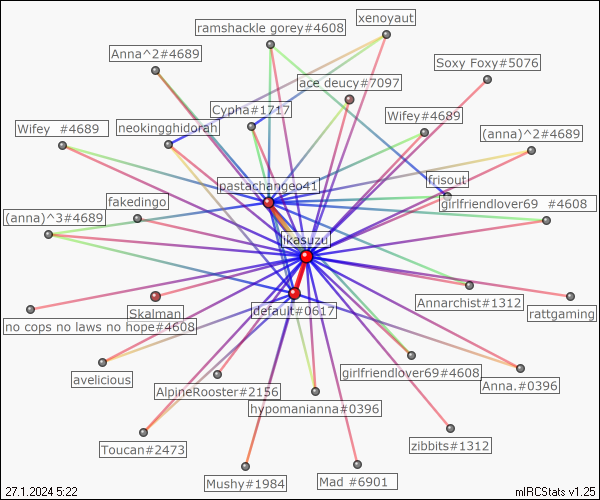 xenoyaut
ramshackle gorey#4608
Anna^2#4689
Soxy Foxy#5076
ace deucy#7097
Cypha#1717
Wifey #4689
neokingghidorah
Wifey#4689
(anna)^2#4689
pastachangeo41
frisout
fakedingo
girlfriendlover69 #4608
(anna)^3#4689
ikasuzu
Annarchist#1312
rattgaming
Skalman
default#0617
no cops no laws no hope#4608
avelicious
girlfriendlover69#4608
AlpineRooster#2156
Anna.#0396
hypomanianna#0396
Toucan#2473
zibbits#1312
Mushy#1984
Mad #6901
27.1.2024 5:22
mIRCStats v1.25